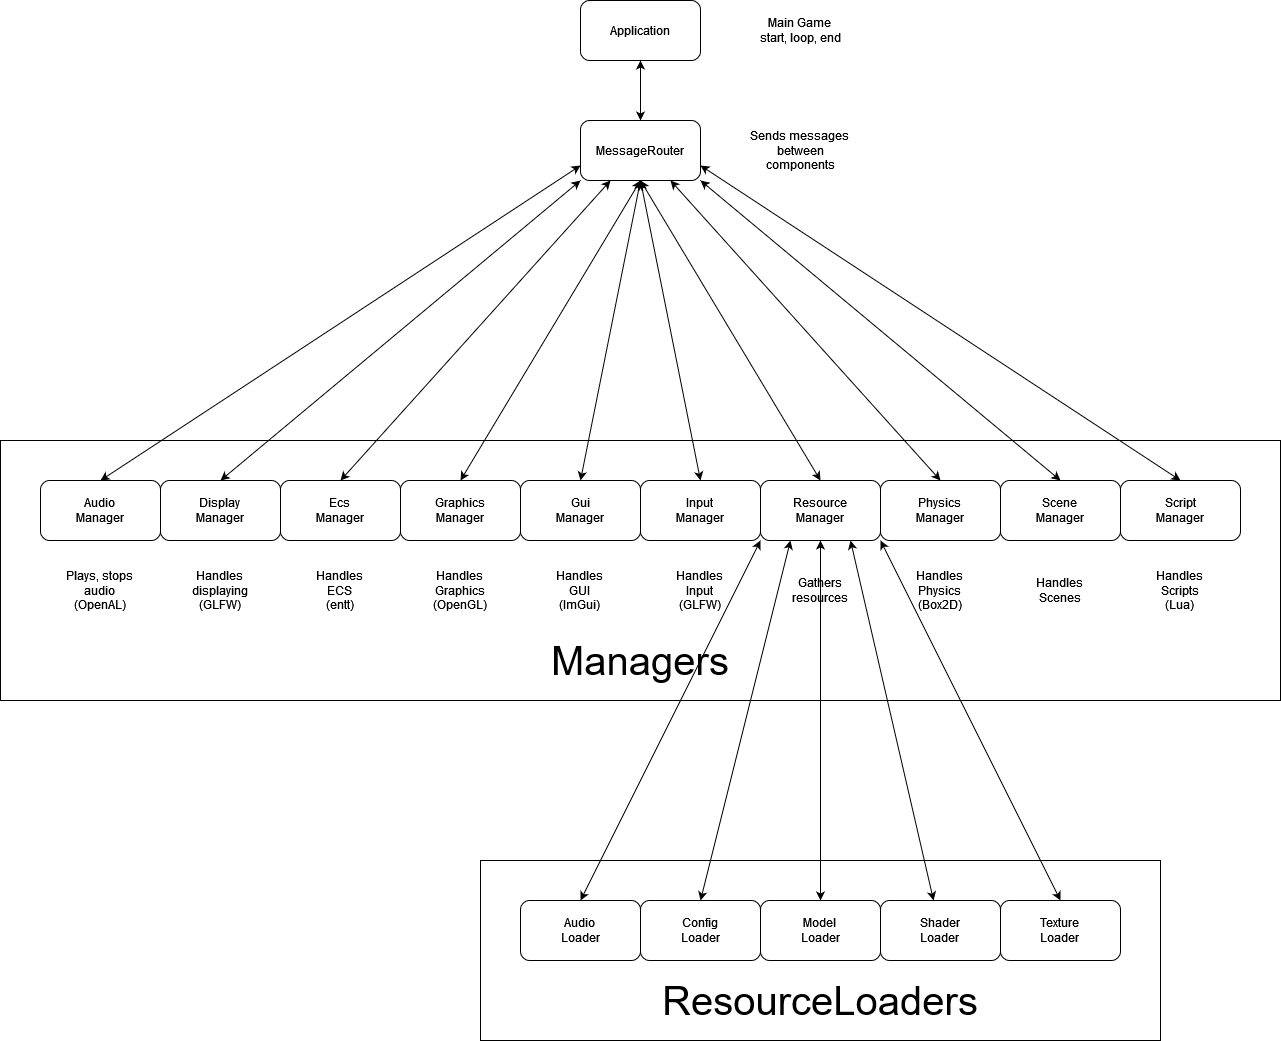 Application
Main Game
start, loop, end
MessageRouter
Sends messages
between
components
Audio
Manager
Display
Manager
Ecs
Manager
Graphics
Manager
Gui
Manager
Input
Manager
Resource
Manager
Physics
Manager
Scene
Manager
Script
Manager
Plays, stops
audio
(OpenAL)
Handles
displaying
(GLFW)
Handles
ECS
(entt)
Handles
Graphics
(OpenGL)
Handles
GUI
(ImGui)
Handles
Input
(GLFW)
Gathers
resources
Handles
Physics
(Box2D)
Handles
Scenes
Handles
Scripts
(Lua)
Managers
Audio
Loader
Config
Loader
Model
Loader
Shader
Loader
Texture
Loader
ResourceLoaders